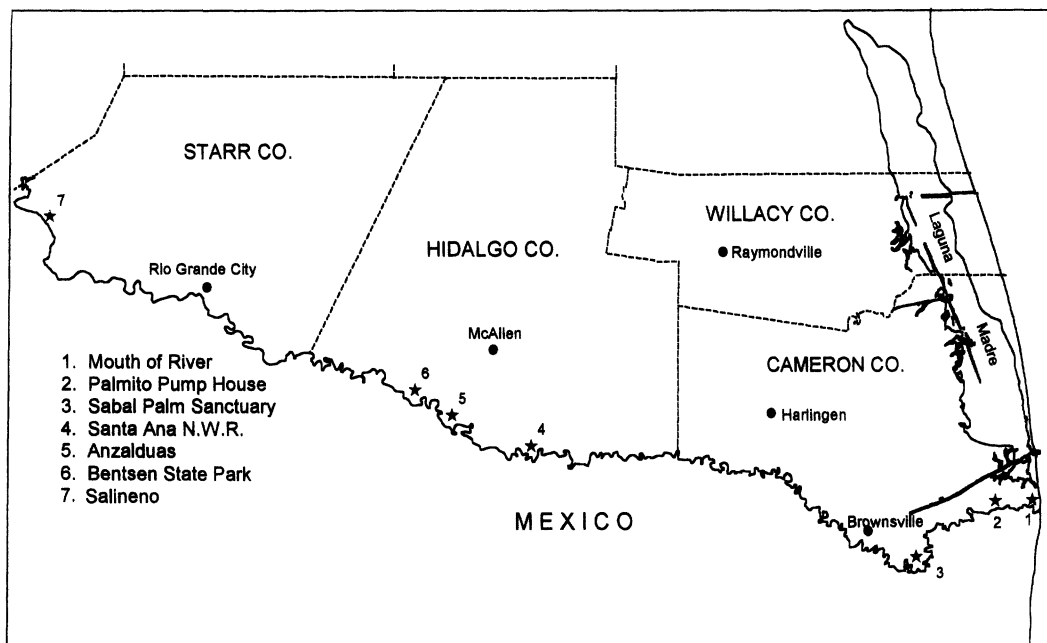 STARR CO.
7
WILLACY CO.
Laguna
HIDALGO CO.
Raymondville
Rio Grande City
Madre
McAllen
1. Mouth of River
2. Palmito Pump House
3. Sabal Palm Sanctuary
4. Santa Ana N.W.R.
5. Anzalduas
6. Bentsen State Park
7. Salineno
CAMERON CO.
6
5
Harlingen
4
MEXICO
Brownsville
2
1
3